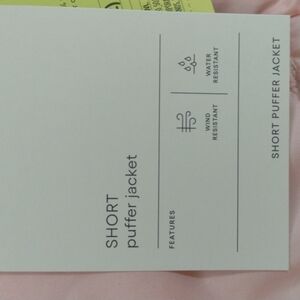 SHORT
puffer jacket
FEATURES
WIND
RESISTANT
WATER
RESISTANT
SHORT PUFFER JACKET